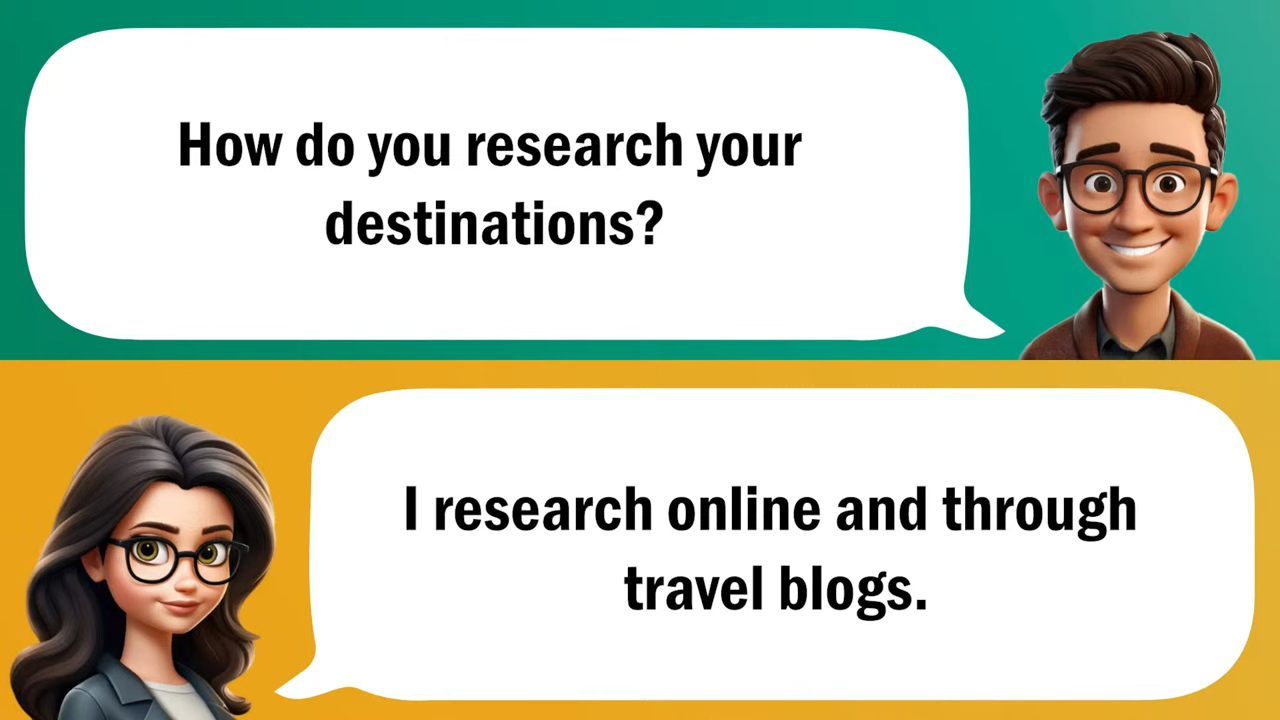 How do you research your
destinations?
I research online and through
travel blogs.